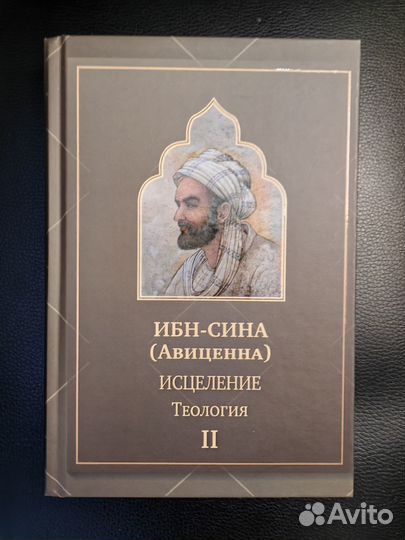 ИБН-СИНА
(АВИЦЕННА)
ИСЦЕЛЕНИЕ
ТЕОЛОГИЯ
II
Avito